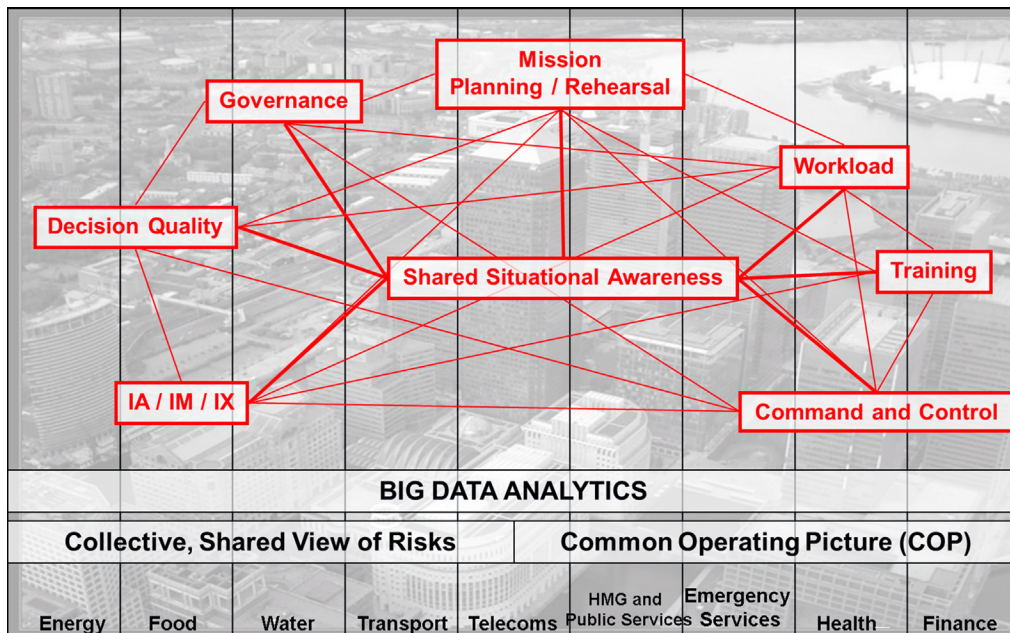 Mission
Planning / Rehearsal
Governance
Workload
Decision Quality
Shared Situational Awareness
Training
IA / IM / IX
Command and Control
BIG DATA ANALYTICS
Collective, Shared View of Risks
Common Operating Picture (COP)
Energy
Food
Water
Transport
Telecoms
HMG and
Public Services
Emergency
Services
Health
Finance